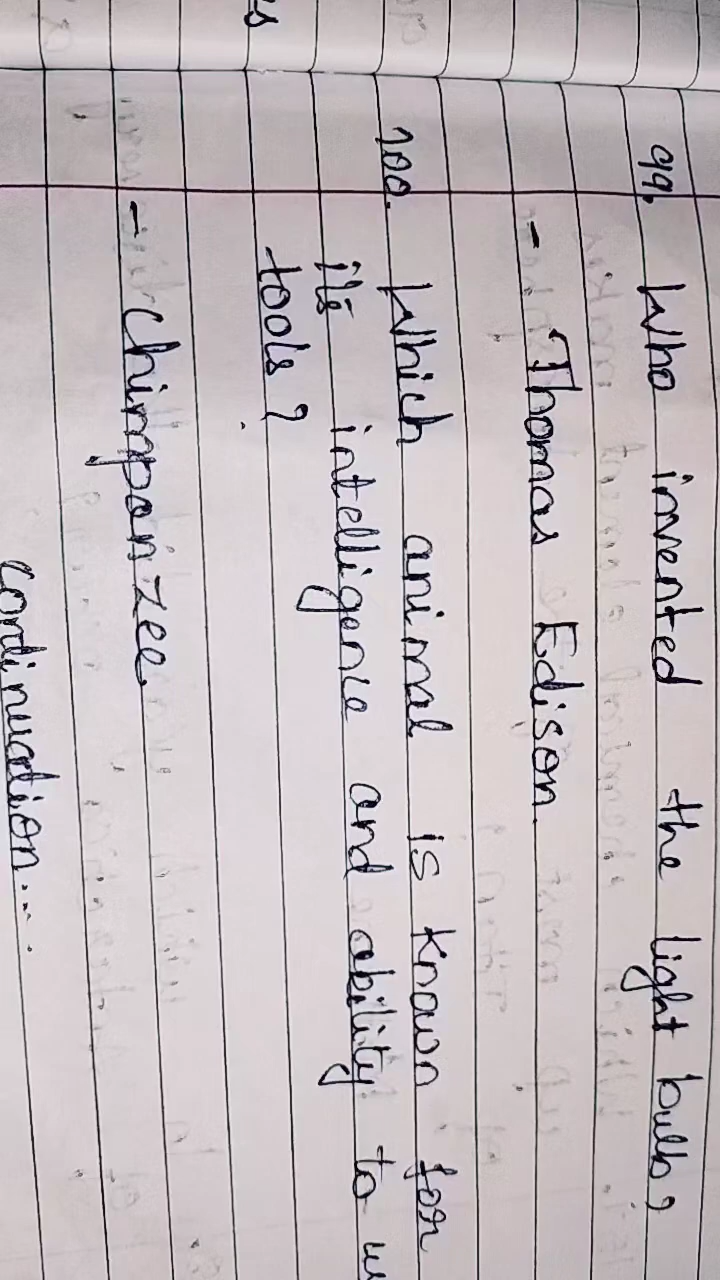 99. Who invented the light bulb?
- Thomas Edison.
100. Which animal is known for
its intelligence and ability to
tools?
- Chimpanzee.
continuation....